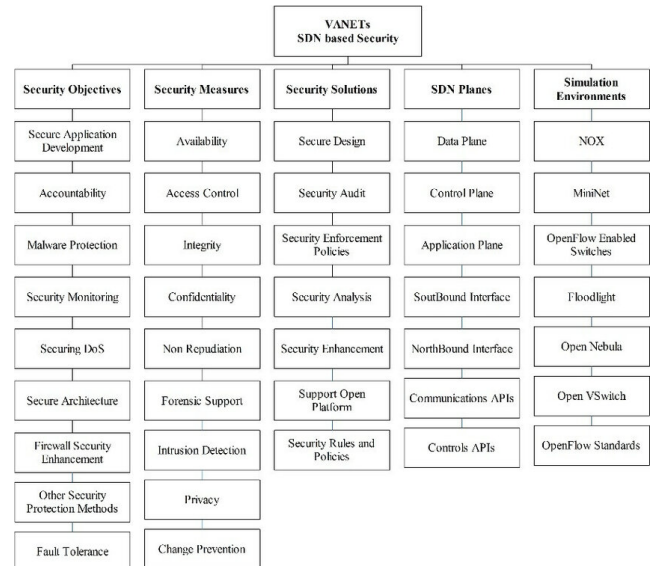 VANETs
SDN based Security
Security Objectives
Secure Application
Development
Accountability
Malware Protection
Security Monitoring
Securing DoS
Secure Architecture
Firewall Security
Enhancement
Other Security
Protection Methods
Fault Tolerance
Security Measures
Availability
Access Control
Integrity
Confidentiality
Non Repudiation
Forensic Support
Intrusion Detection
Privacy
Change Prevention
Security Solutions
Secure Design
Security Audit
Security Enforcement
Policies
Security Analysis
Security Enhancement
Support Open
Platform
Security Rules and
Policies
SDN Planes
Data Plane
Control Plane
Application Plane
SoutBound Interface
NorthBound Interface
Communications APIs
Controls APIs
Simulation
Environments
NOX
MiniNet
OpenFlow Enabled
Switches
Floodlight
Open Nebula
Open VSwitch
OpenFlow Standards